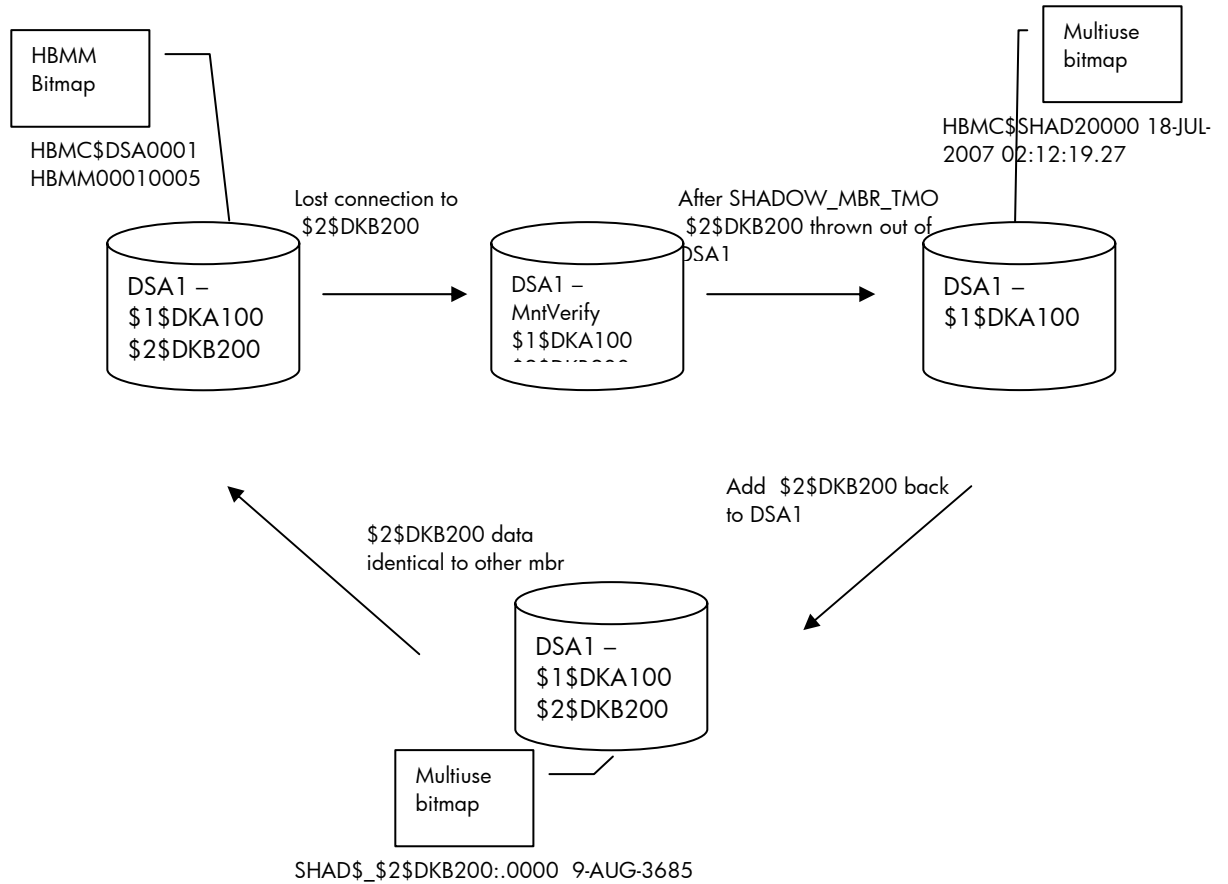 HBMM
Bitmap
HBMC$DSA0001
HBMM00010005
DSA1 –
$1$DKA100
$2$DKB200
Lost connection to
$2$DKB200
DSA1 –
MntVerify
$1$DKA100
After SHADOW_MBR_TMO
$2$DKB200 thrown out of
DSA1
Multiuse
bitmap
HBMC$SHAD20000 18-JUL-
2007 02:12:19.27
DSA1 –
$1$DKA100
Add $2$DKB200 back
to DSA1
$2$DKB200 data
identical to other mbr
DSA1 –
$1$DKA100
$2$DKB200
Multiuse
bitmap
SHAD$_$2$DKB200:.0000 9-AUG-3685